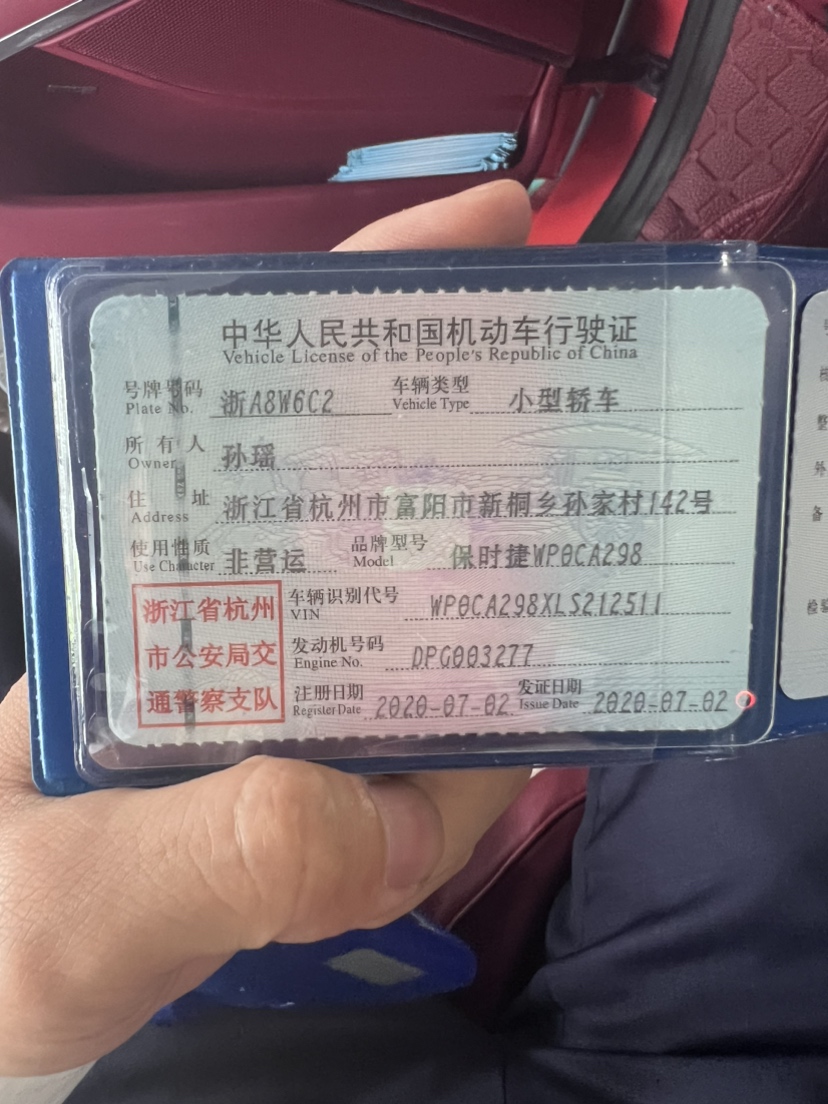 中华人民共和国机动车行驶证
Vehicle License of the People's Republic of China
号牌号码 浙A8W6C2 车辆类型 小型轿车
Plate No. Vehicle Type
所有人 孙瑶
Owner
住址 浙江省杭州市富阳市新桐乡孙家村142号
Address
使用性质 非营运 品牌型号 保时捷WP0CA298
Use Character Model
浙江省杭州
市公安局交
通警察支队
车辆识别代号 WP0CA298XLS212511
VIN
发动机号码 DPG003277
Engine No.
注册日期 2020-07-02 发证日期 2020-07-02
Register Date Issue Date
整
外
备
检验